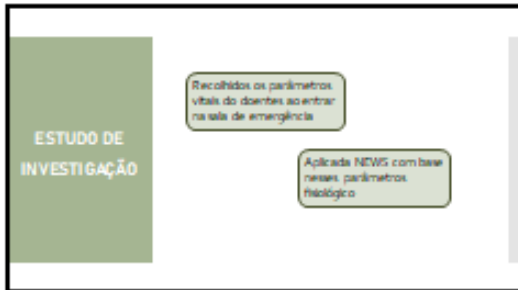 ESTUDO DE
INVESTIGAÇÃO
Recolhidos os parâmetros
vitais do doentes ao entrar
na sala de emergência
Aplicada NEWS com base
nesses parâmetros
fisiológico